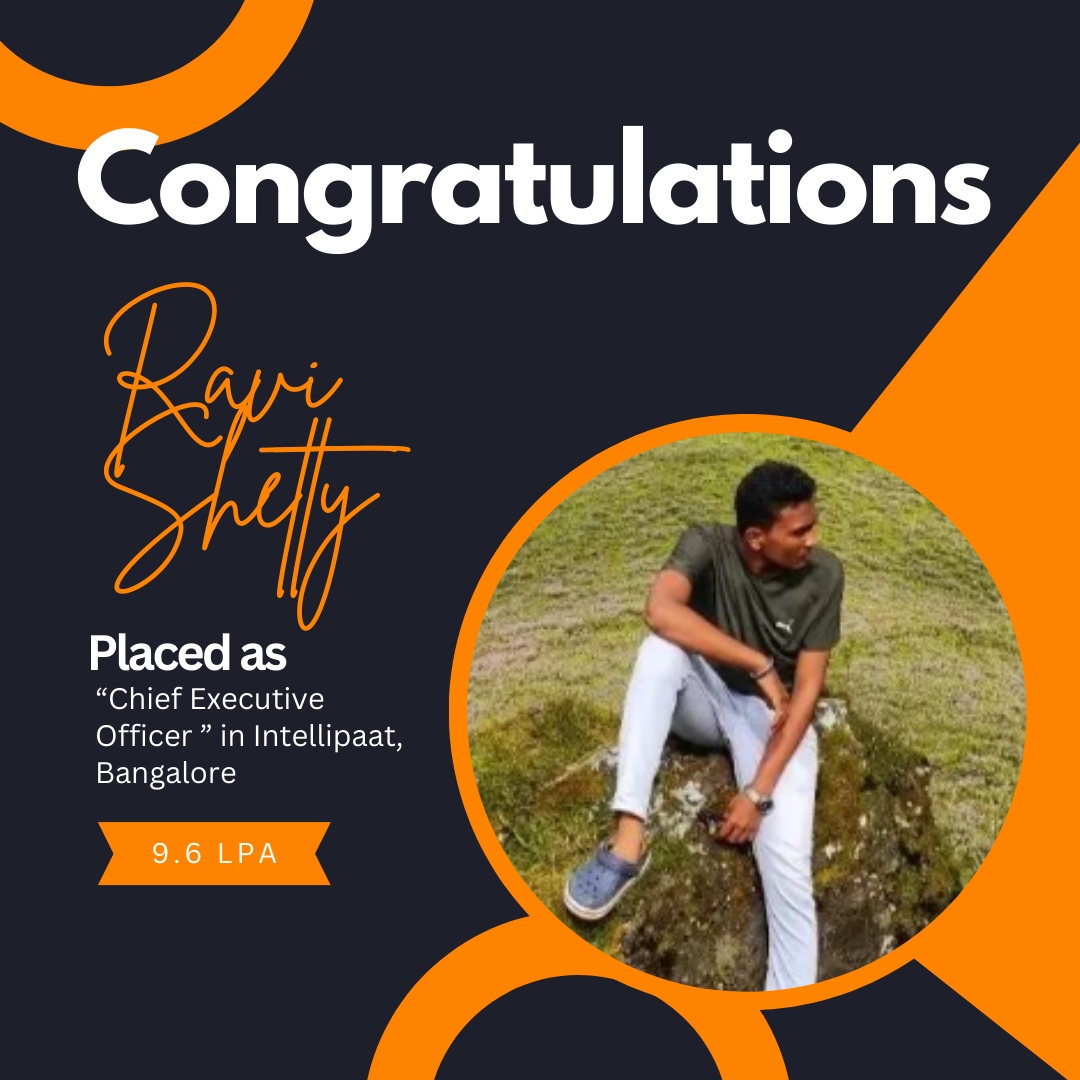 Congratulations
Ravi
Shetty
Placed as
“Chief Executive
Officer ” in Intellipaat,
Bangalore
9.6 LPA